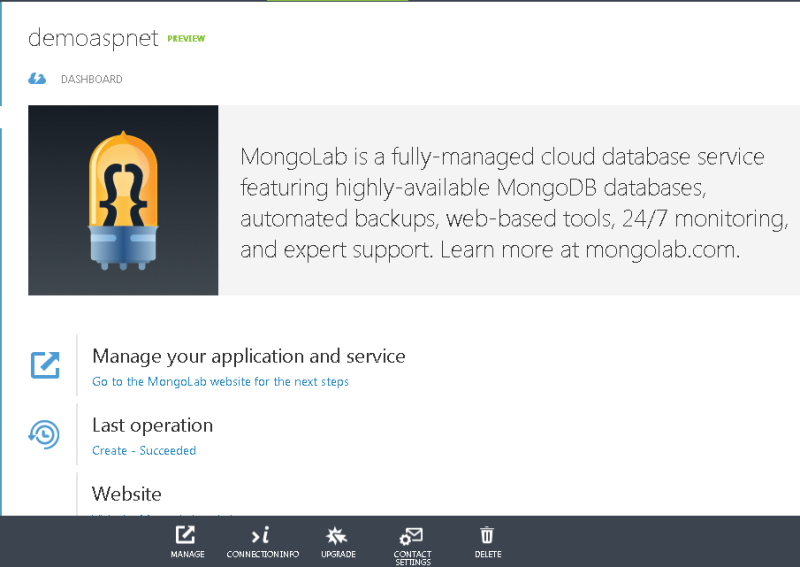 demoaspnet PREVIEW
DASHBOARD
MongoLab is a fully-managed cloud database service
featuring highly-available MongoDB databases,
automated backups, web-based tools, 24/7 monitoring,
and expert support. Learn more at mongolab.com.
Manage your application and service
Go to the MongoLab website for the next steps
Last operation
Create - Succeeded
Website
MANAGE
CONNECTION INFO
UPGRADE
CONTACT
SETTINGS
DELETE